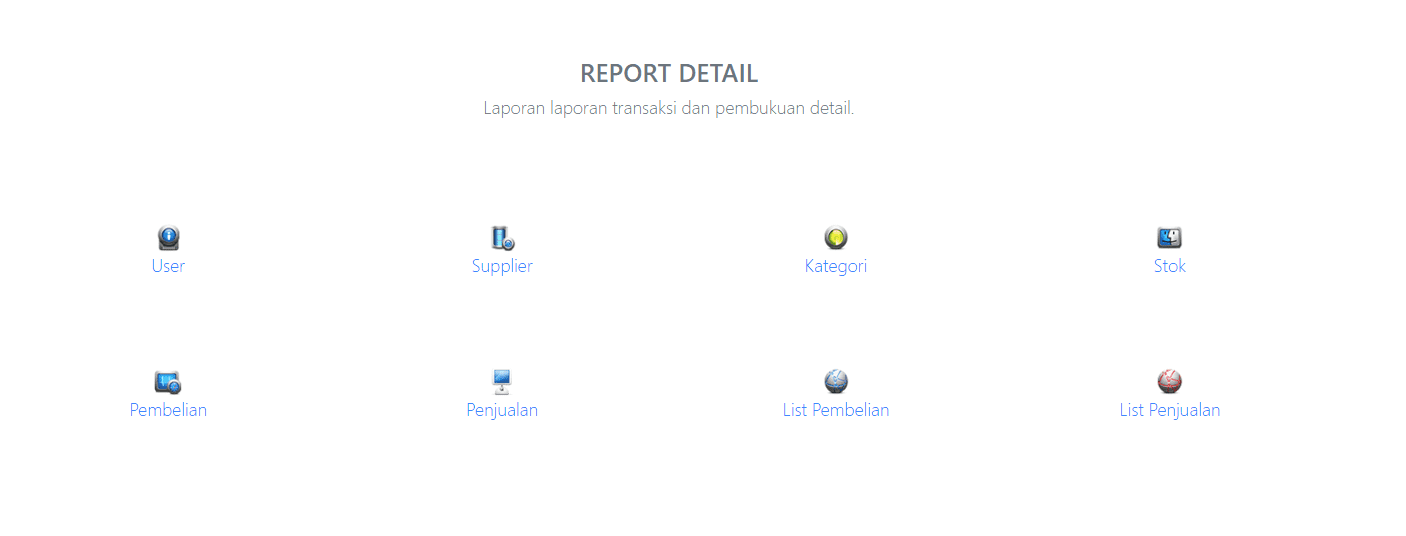 REPORT DETAIL
Laporan laporan transaksi dan pembukuan detail.
User
Supplier
Kategori
Stok
Pembelian
Penjualan
List Pembelian
List Penjualan